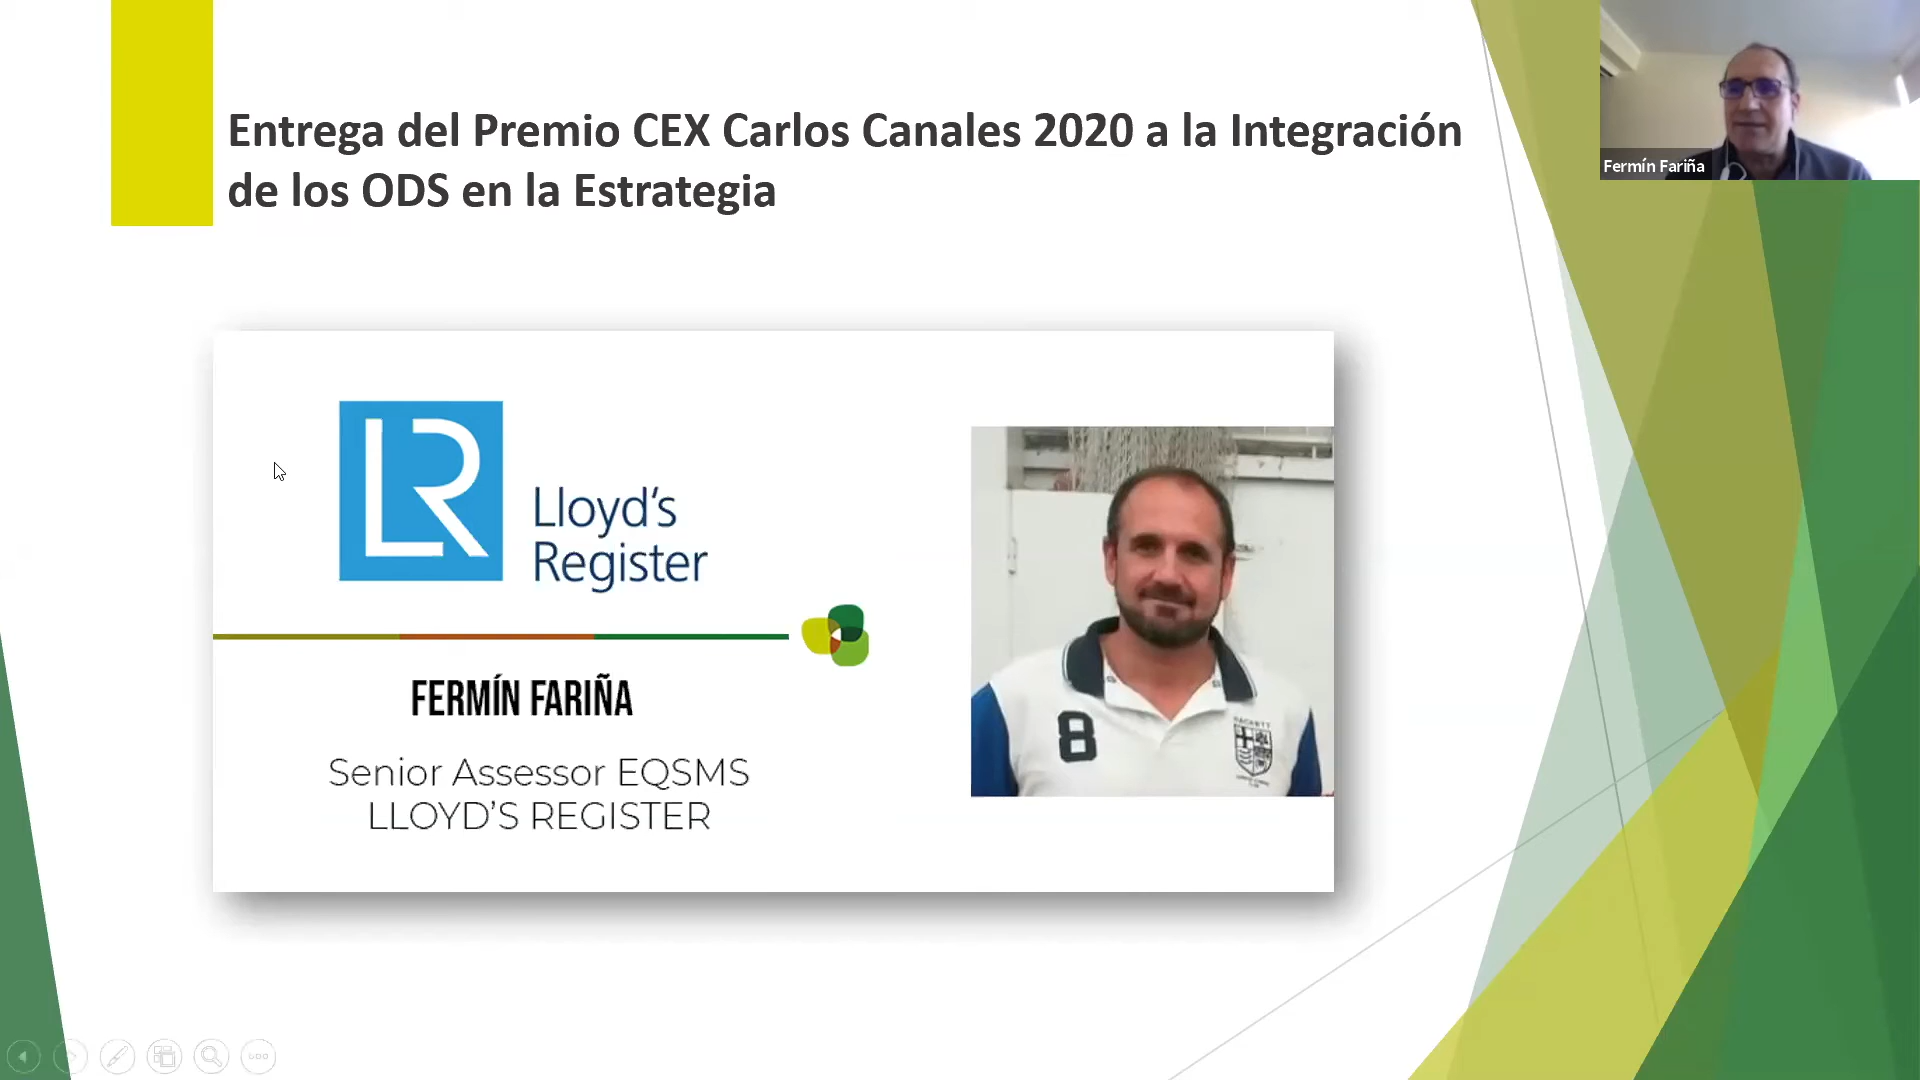 Entrega del Premio CEX Carlos Canales 2020 a la Integración
de los ODS en la Estrategia
Fermín Fariña
LR
Lloyd's
Register
FERMÍN FARIÑA
Senior Assessor EQSMS
LLOYD'S REGISTER
8
HACKETT